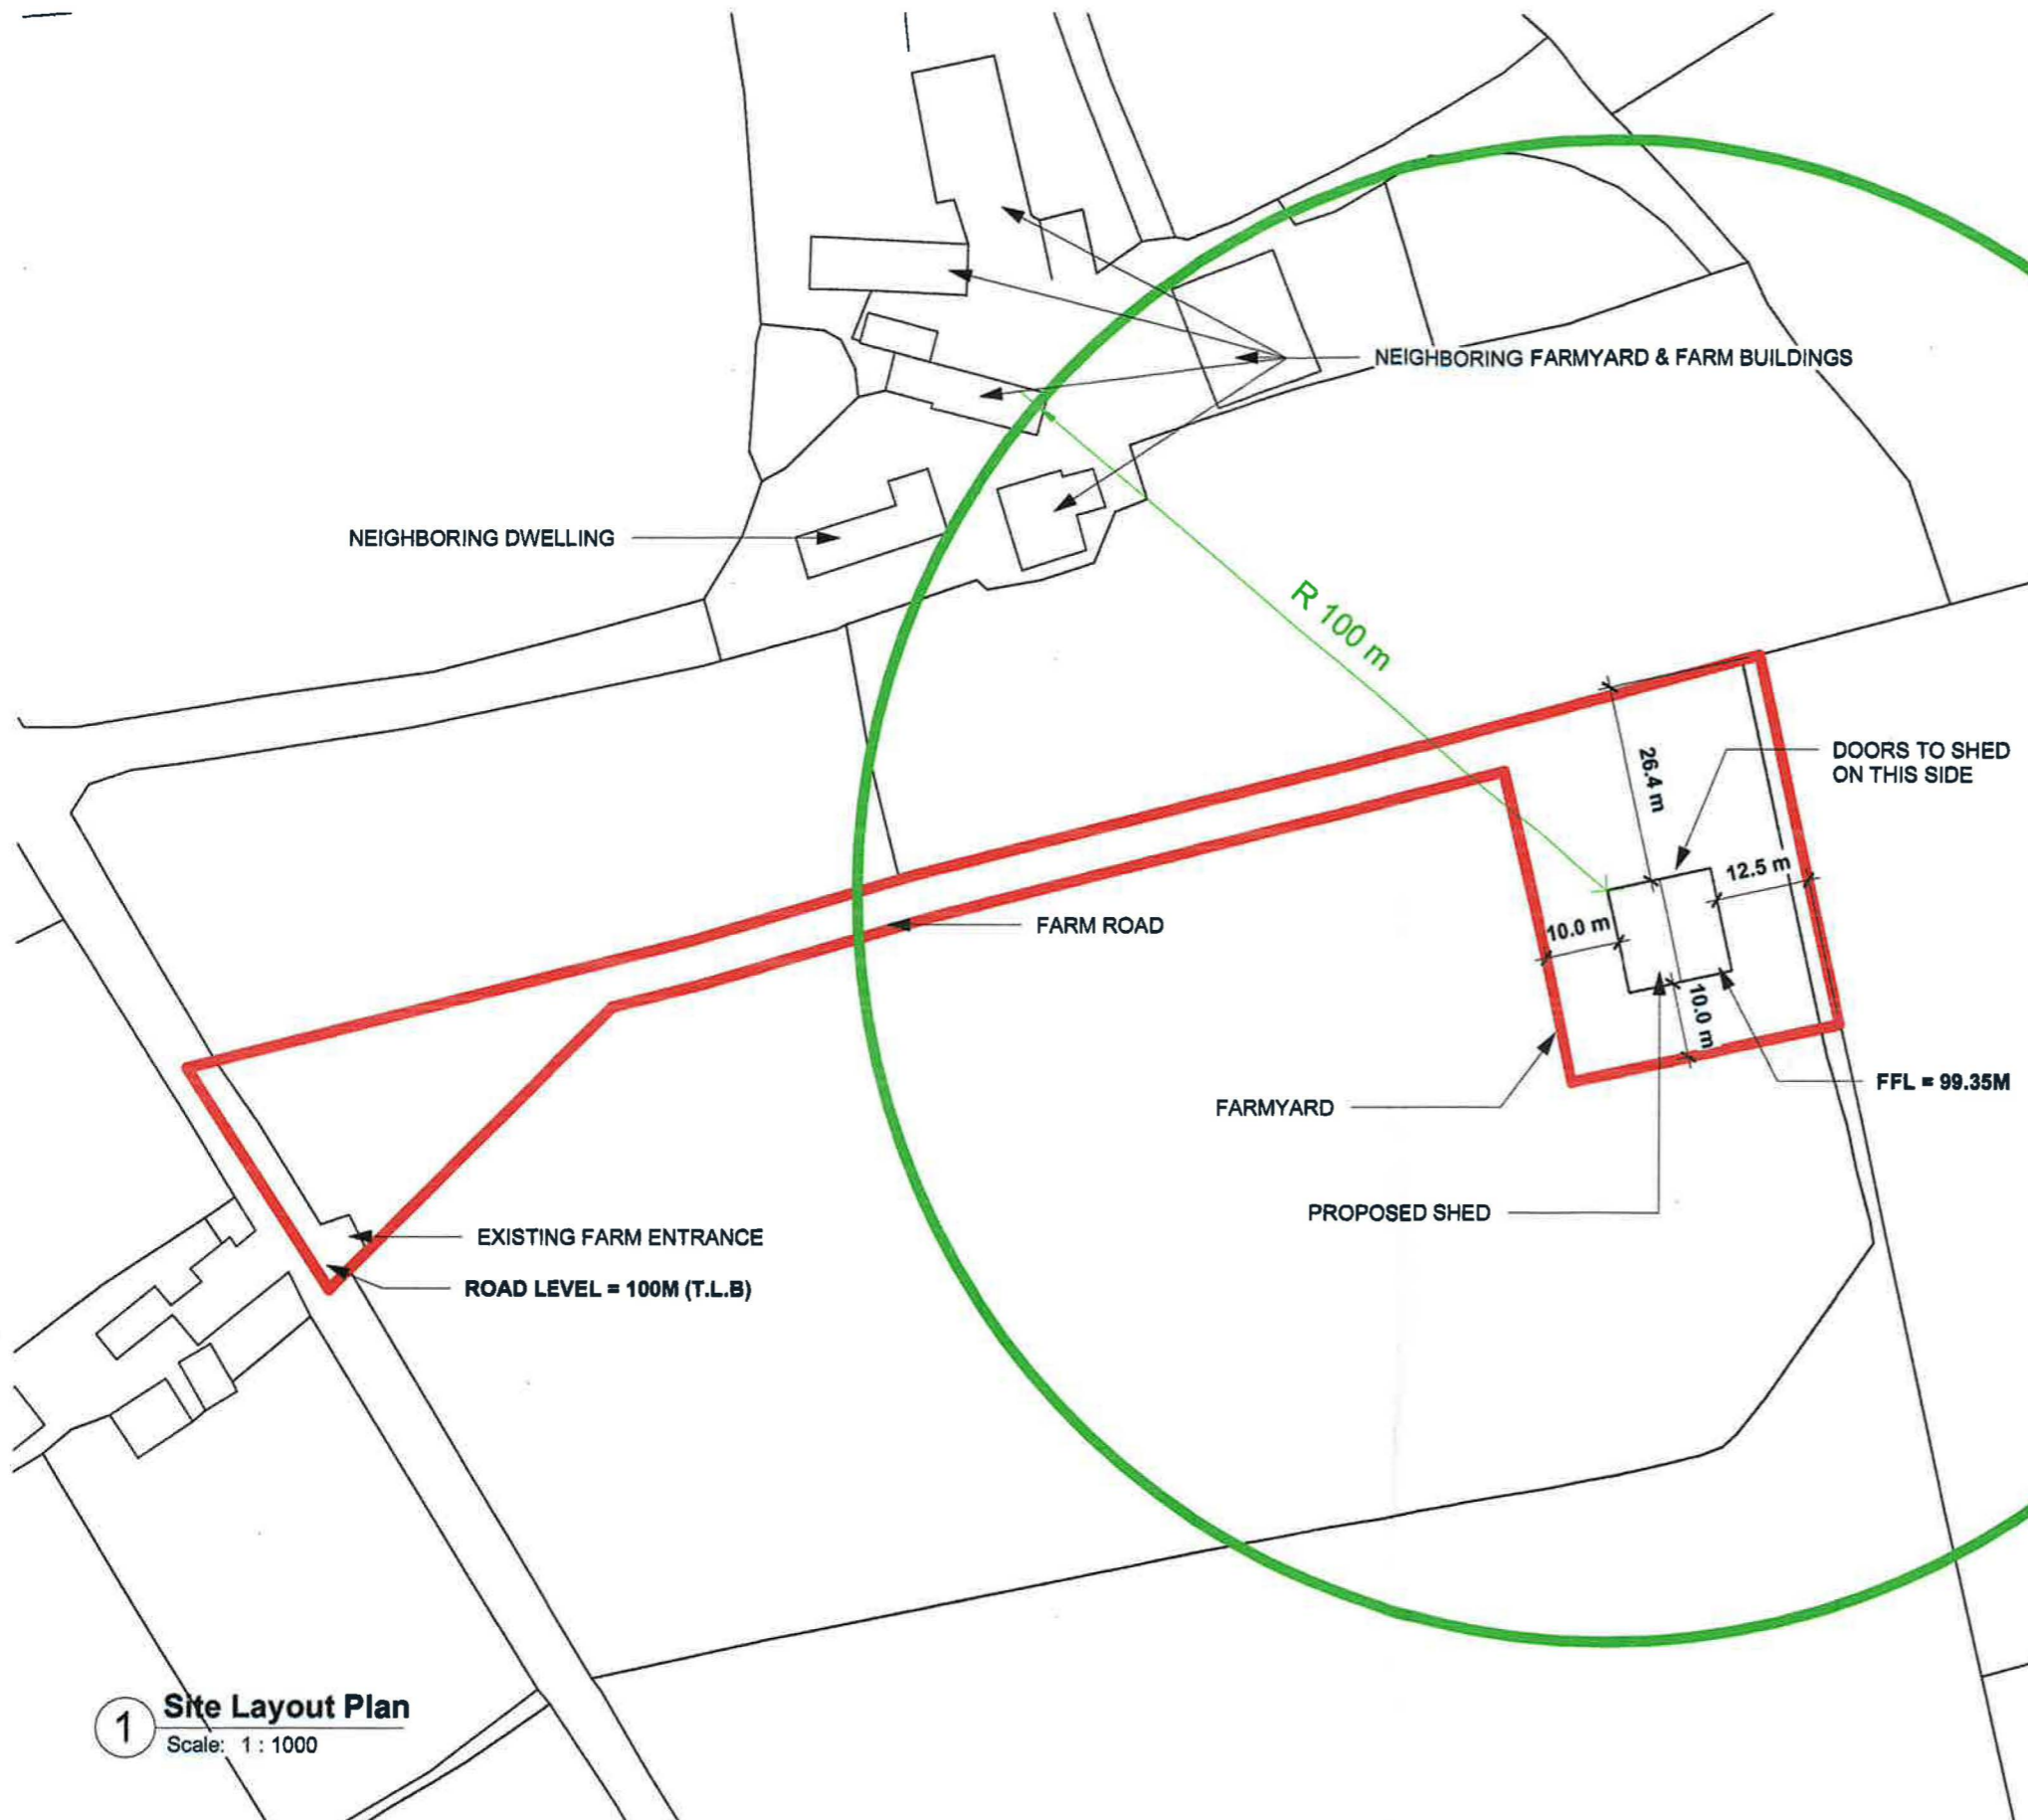 NEIGHBORING FARMYARD & FARM BUILDINGS
NEIGHBORING DWELLING
R 100 m
26.4 m
DOORS TO SHED
ON THIS SIDE
12.5 m
10.0 m
FARM ROAD
10.0 m
FFL = 99.35M
FARMYARD
PROPOSED SHED
EXISTING FARM ENTRANCE
ROAD LEVEL = 100M (T.L.B)
1 Site Layout Plan
Scale: 1 : 1000